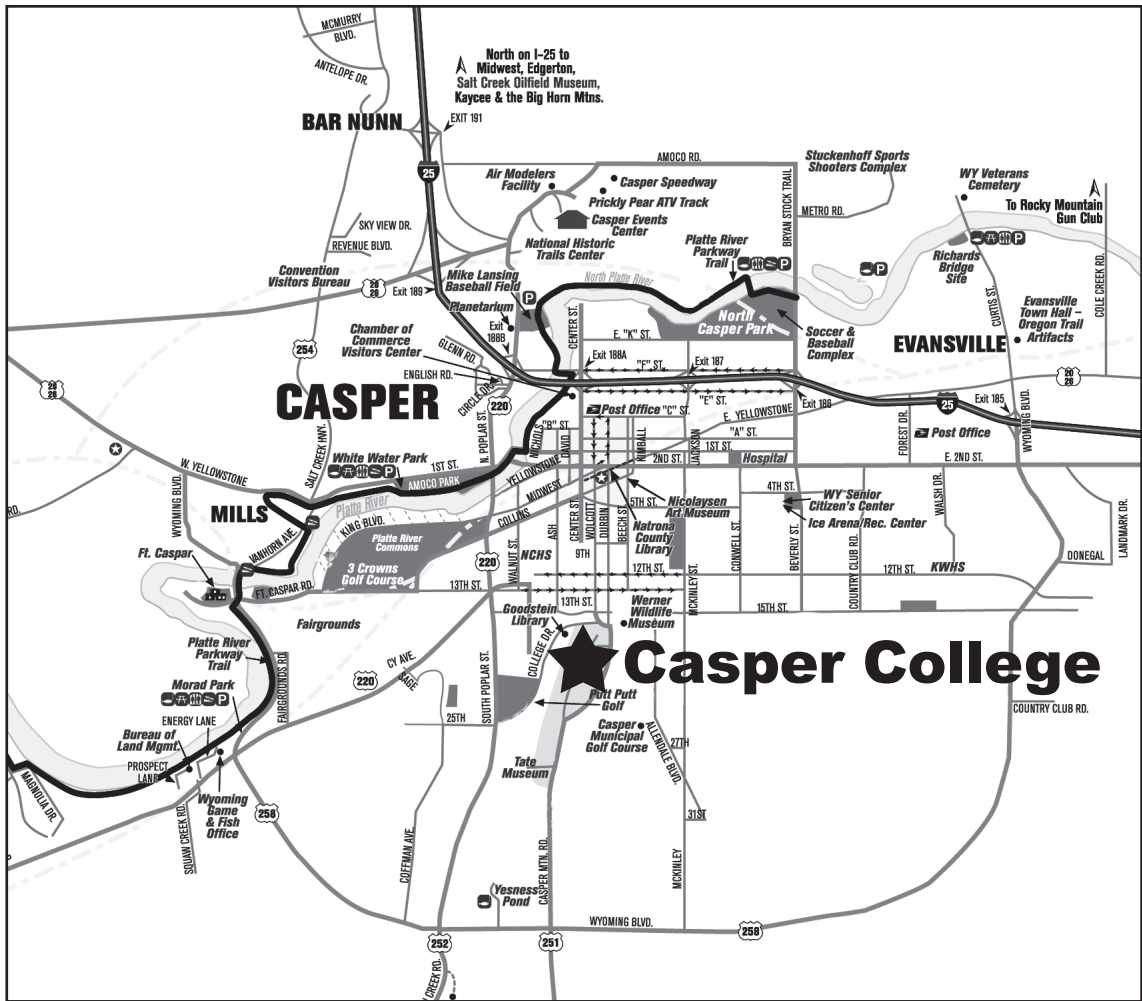 MCMURRY
BLVD.
ANTELOPE DR.
North on I-25 to
Midwest, Edgerton,
Salt Creek Oilfield Museum,
Kaycee & the Big Horn Mtns.
BAR NUNN
EXIT 191
25
AMOCO RD.
Stuckenhoff Sports
Shooters Complex
Air Modelers
Facility
Casper Speedway
Prickly Pear ATV Track
Casper Events
Center
BRYAN STOCK TRAIL
METRO RD.
WY Veterans
Cemetery
To Rocky Mountain
Gun Club
SKY VIEW DR.
REVENUE BLVD.
National Historic
Trails Center
Platte River
Parkway
Trail
P
P
Richards
Bridge
Site
P
Convention
Visitors Bureau
20
26
Exit 189
Mike Lansing
Baseball Field
P
North Platte River
CENTER ST.
Planetarium
North
Casper Park
Soccer &
Baseball
Complex
CURTIS ST.
COLE CREEK RD.
Evansville
Town Hall –
Oregon Trail
Artifacts
EVANSVILLE
Chamber of
Commerce
Visitors Center
Exit
188B
GLENN RD.
ENGLISH RD.
CIRCLE DR.
254
E. "K" ST.
Exit 188A
Exit 187
"F" ST.
"E" ST.
Exit 186
20
26
20
26
CASPER
220
25
Exit 185
Post Office
"C" ST.
E. YELLOWSTONE
"B" ST.
"A" ST.
1ST ST.
2ND ST.
Hospital
FOREST DR.
Post Office
E. 2ND ST.
WYOMING BLVD.
N. POPLAR ST.
NICHOLS
DAVID
KIMBALL
JACKSON
SALT CREEK HWY.
White Water Park
P
1ST ST.
AMOCO PARK
YELLOWSTONE
MIDWEST
W. YELLOWSTONE
WYOMING BLVD.
RD.
MILLS
Platte River
KING BLVD.
COLLINS
VANHORN AVE.
Platte River
Commons
3 Crowns
Golf Course
Ft. Caspar
FT. CASPAR RD.
13TH ST.
220
WALNUT ST.
NCHS
ASH
CENTER ST.
WOLCOTT
DURBIN
BEECH ST.
5TH ST.
Nicolaysen
Art Museum
Natrona
County
Library
9TH
12TH ST.
13TH ST.
MCKINLEY ST.
CONWELL ST.
4TH ST.
WY Senior
Citizen's Center
Ice Arena/Rec. Center
BEVERLY ST.
COUNTRY CLUB RD.
WALSH DR.
12TH ST.
KWHS
15TH ST.
DONEGAL
LANDMARK DR.
Fairgrounds
Goodstein
Library
Werner
Wildlife
Museum
COLLEGE DR.
Casper College
Platte River
Parkway
Trail
FAIRGROUNDS RD.
CY AVE.
220
SAGE
SOUTH POPLAR ST.
25TH
Putt Putt
Golf
Casper
Municipal
Golf Course
ALLENDALE BLVD.
27TH
31ST
COUNTRY CLUB RD.
Morad Park
P
ENERGY LANE
Bureau of
Land Mgmt.
PROSPECT
LANE
MAGNOLIA DR.
SQUAW CREEK RD.
Wyoming
Game
& Fish
Office
258
COFFMAN AVE.
Tate
Museum
CASPER MTN. RD.
MCKINLEY
Yesness
Pond
WYOMING BLVD.
258
252
251
CREEK RD.